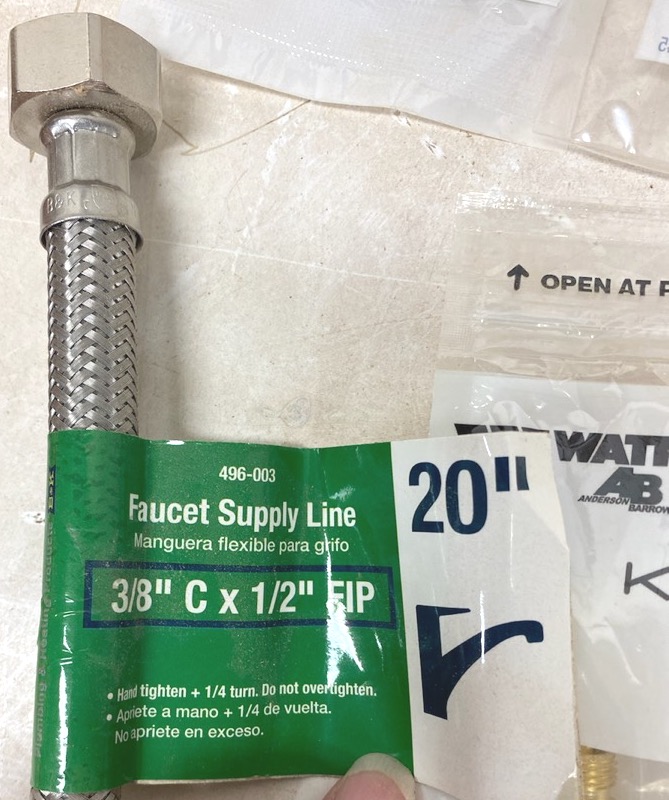 OPEN AT
496-003
Faucet Supply Line
Manguera flexible para grifo
3/8" C x 1/2" FIP
20"
• Hand tighten + 1/4 turn. Do not overtighten.
• Apriete a mano + 1/4 de vuelta.
No apriete en exceso.
AB
ANDERSON
BARROW